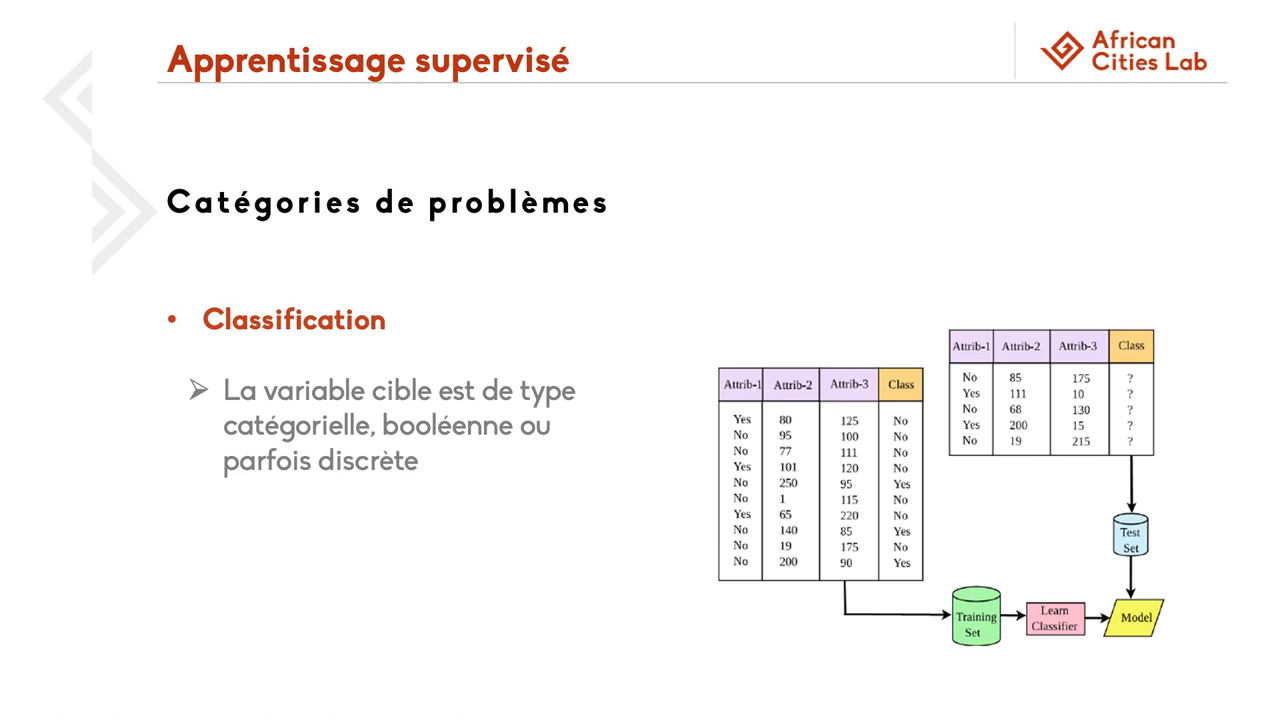 Apprentissage supervisé
African
Cities Lab
Catégories de problèmes
• Classification
➢ La variable cible est de type
catégorielle, booléenne ou
parfois discrète
Attrib-1 Attrib-2 Attrib-3 Class
Yes 80 125 No
No 95 100 No
No 77 111 No
Yes 101 120 No
No 250 95 Yes
No 1 115 No
Yes 65 220 No
No 140 85 Yes
No 19 175 No
No 200 90 Yes
Attrib-1 Attrib-2 Attrib-3 Class
No 85 175 ?
Yes 111 10 ?
No 68 130 ?
Yes 200 15 ?
No 19 215 ?
Test
Set
Training
Set
Learn
Classifier
Model